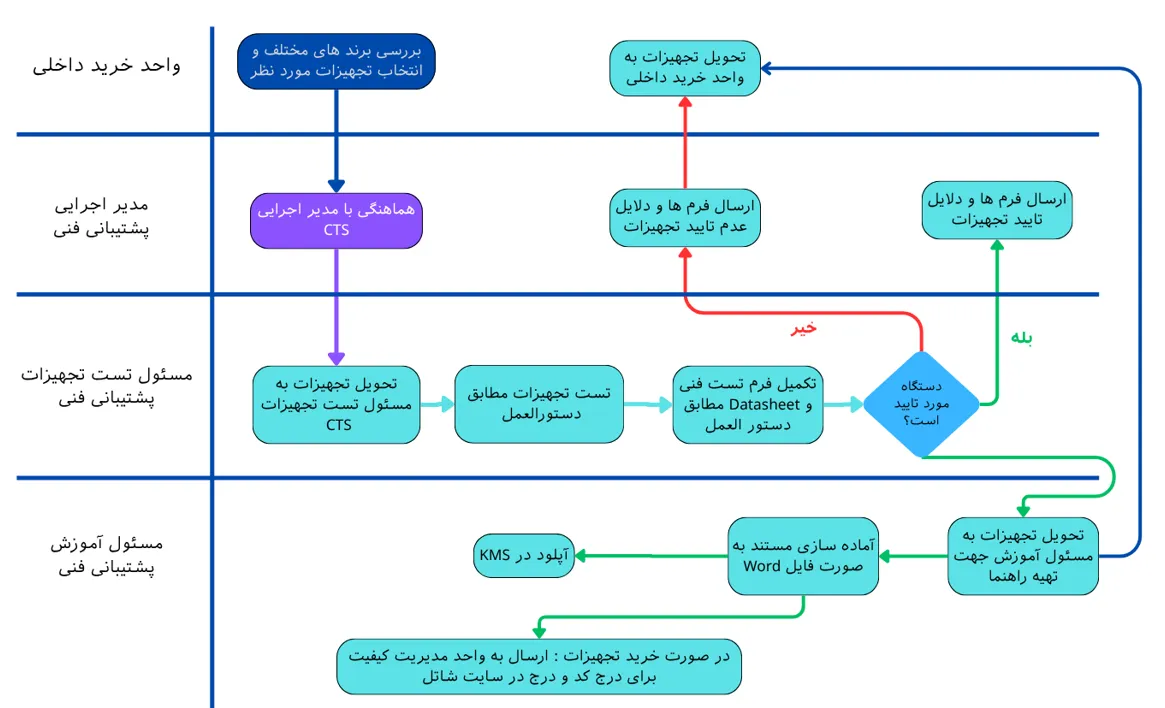 واحد خرید داخلی
بررسی برند های مختلف و
انتخاب تجهیزات مورد نظر
تحویل تجهیزات به
واحد خرید داخلی
مدیر اجرایی
پشتیبانی فنی
هماهنگی با مدیر اجرایی
CTS
ارسال فرم ها و دلایل
عدم تایید تجهیزات
ارسال فرم ها و دلایل
تایید تجهیزات
خیر
بله
مسئول تست تجهیزات
پشتیبانی فنی
تحویل تجهیزات به
مسئول تست تجهیزات
CTS
تست تجهیزات مطابق
دستورالعمل
تکمیل فرم تست فنی
و Datasheet مطابق
دستور العمل
دستگاه
مورد تایید
است؟
مسئول آموزش
پشتیبانی فنی
تحویل تجهیزات به
مسئول آموزش جهت
تهیه راهنما
آماده سازی مستند به
صورت فایل Word
آپلود در KMS
در صورت خرید تجهیزات : ارسال به واحد مدیریت کیفیت
برای درج کد و درج در سایت شاتل